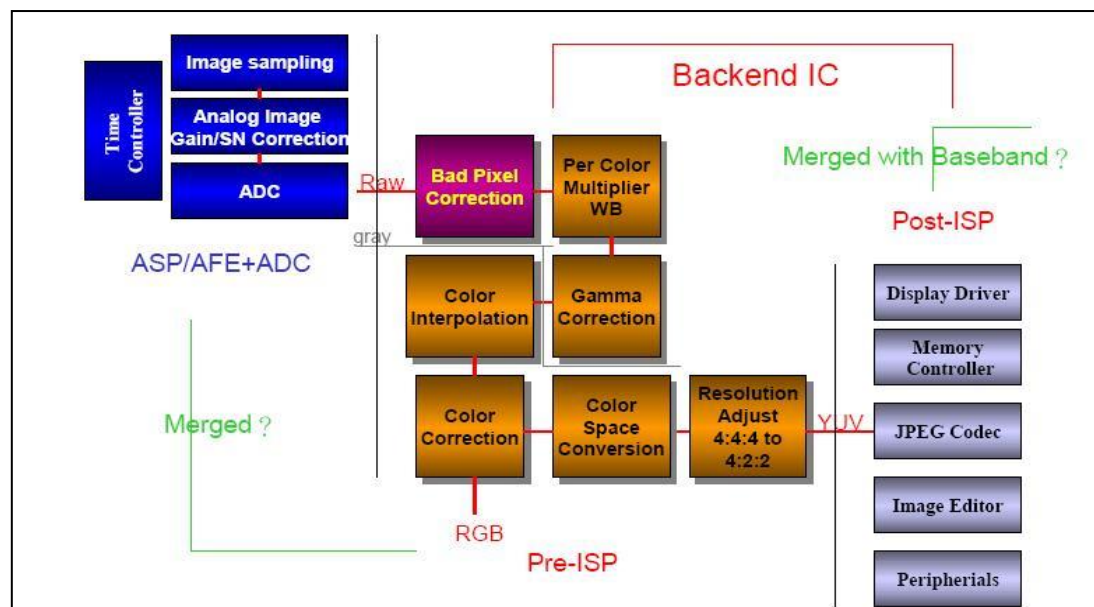 Time
Controller
Image sampling
Analog Image
Gain/SN Correction
ADC
ASP/AFE+ADC
Merged ?
Raw
gray
Backend IC
Bad Pixel
Correction
Per Color
Multiplier
WB
Color
Interpolation
Gamma
Correction
Color
Correction
Color
Space
Conversion
Resolution
Adjust
4:4:4 to
4:2:2
RGB
Pre-ISP
YUV
Merged with Baseband ?
Post-ISP
Display Driver
Memory
Controller
JPEG Codec
Image Editor
Peripherials